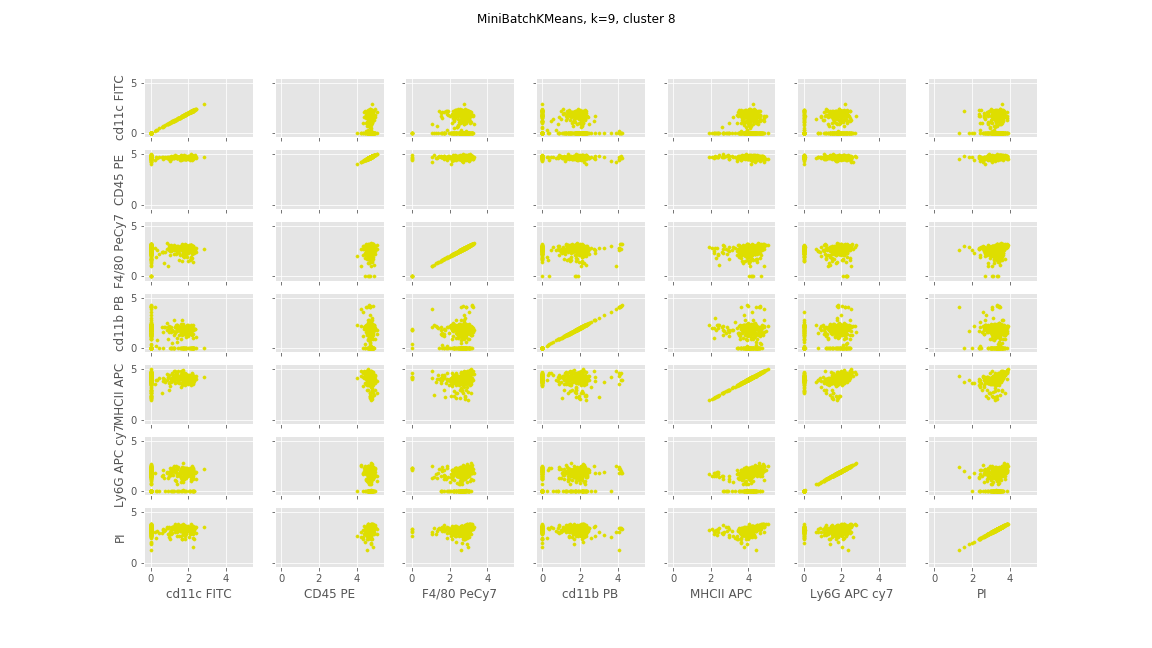 MiniBatchKMeans, k=9, cluster 8
cd11c FITC
5
0
CD45 PE
5
0
F4/80 PeCy7
5
0
cd11b PB
5
0
MHCII APC
5
0
Ly6G APC cy7
5
0
PI
5
0
0 2 4 0 2 4 0 2 4 0 2 4 0 2 4 0 2 4 0 2 4
cd11c FITC CD45 PE F4/80 PeCy7 cd11b PB MHCII APC Ly6G APC cy7 PI